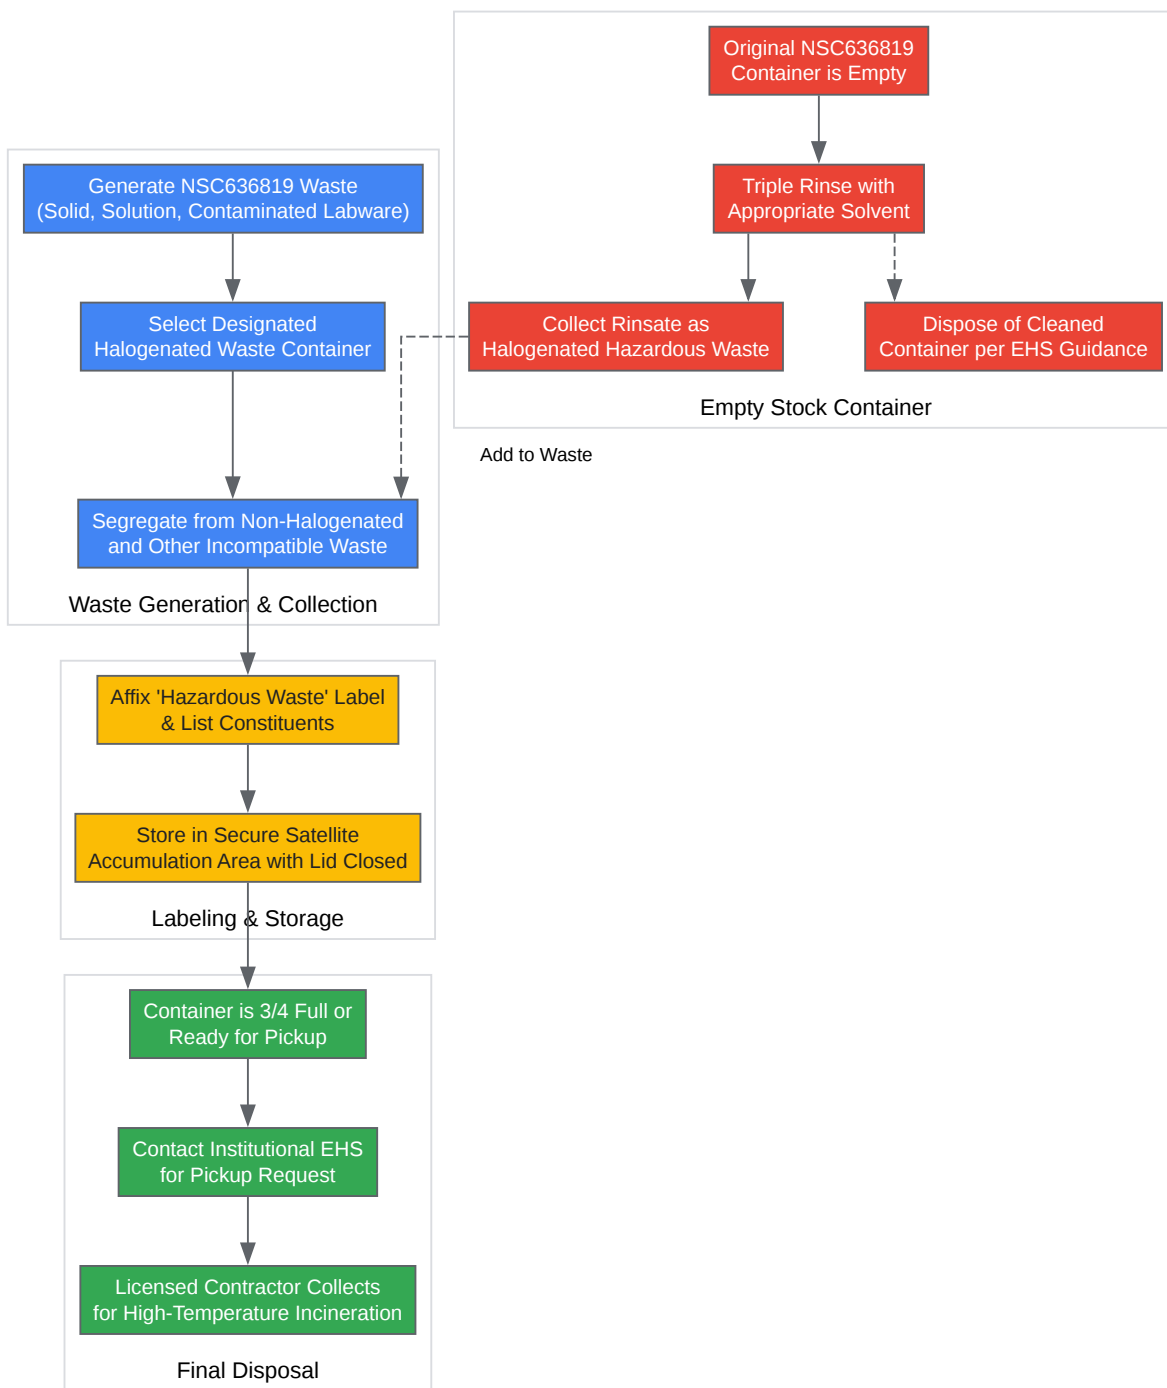 Original NSC636819
Container is Empty
Triple Rinse with
Appropriate Solvent
Collect Rinsate as
Halogenated Hazardous Waste
Dispose of Cleaned
Container per EHS Guidance
Empty Stock Container
Add to Waste
Generate NSC636819 Waste
(Solid, Solution, Contaminated Labware)
Select Designated
Halogenated Waste Container
Segregate from Non-Halogenated
and Other Incompatible Waste
Waste Generation & Collection
Affix 'Hazardous Waste' Label
& List Constituents
Store in Secure Satellite
Accumulation Area with Lid Closed
Labeling & Storage
Container is 3/4 Full or
Ready for Pickup
Contact Institutional EHS
for Pickup Request
Licensed Contractor Collects
for High-Temperature Incineration
Final Disposal